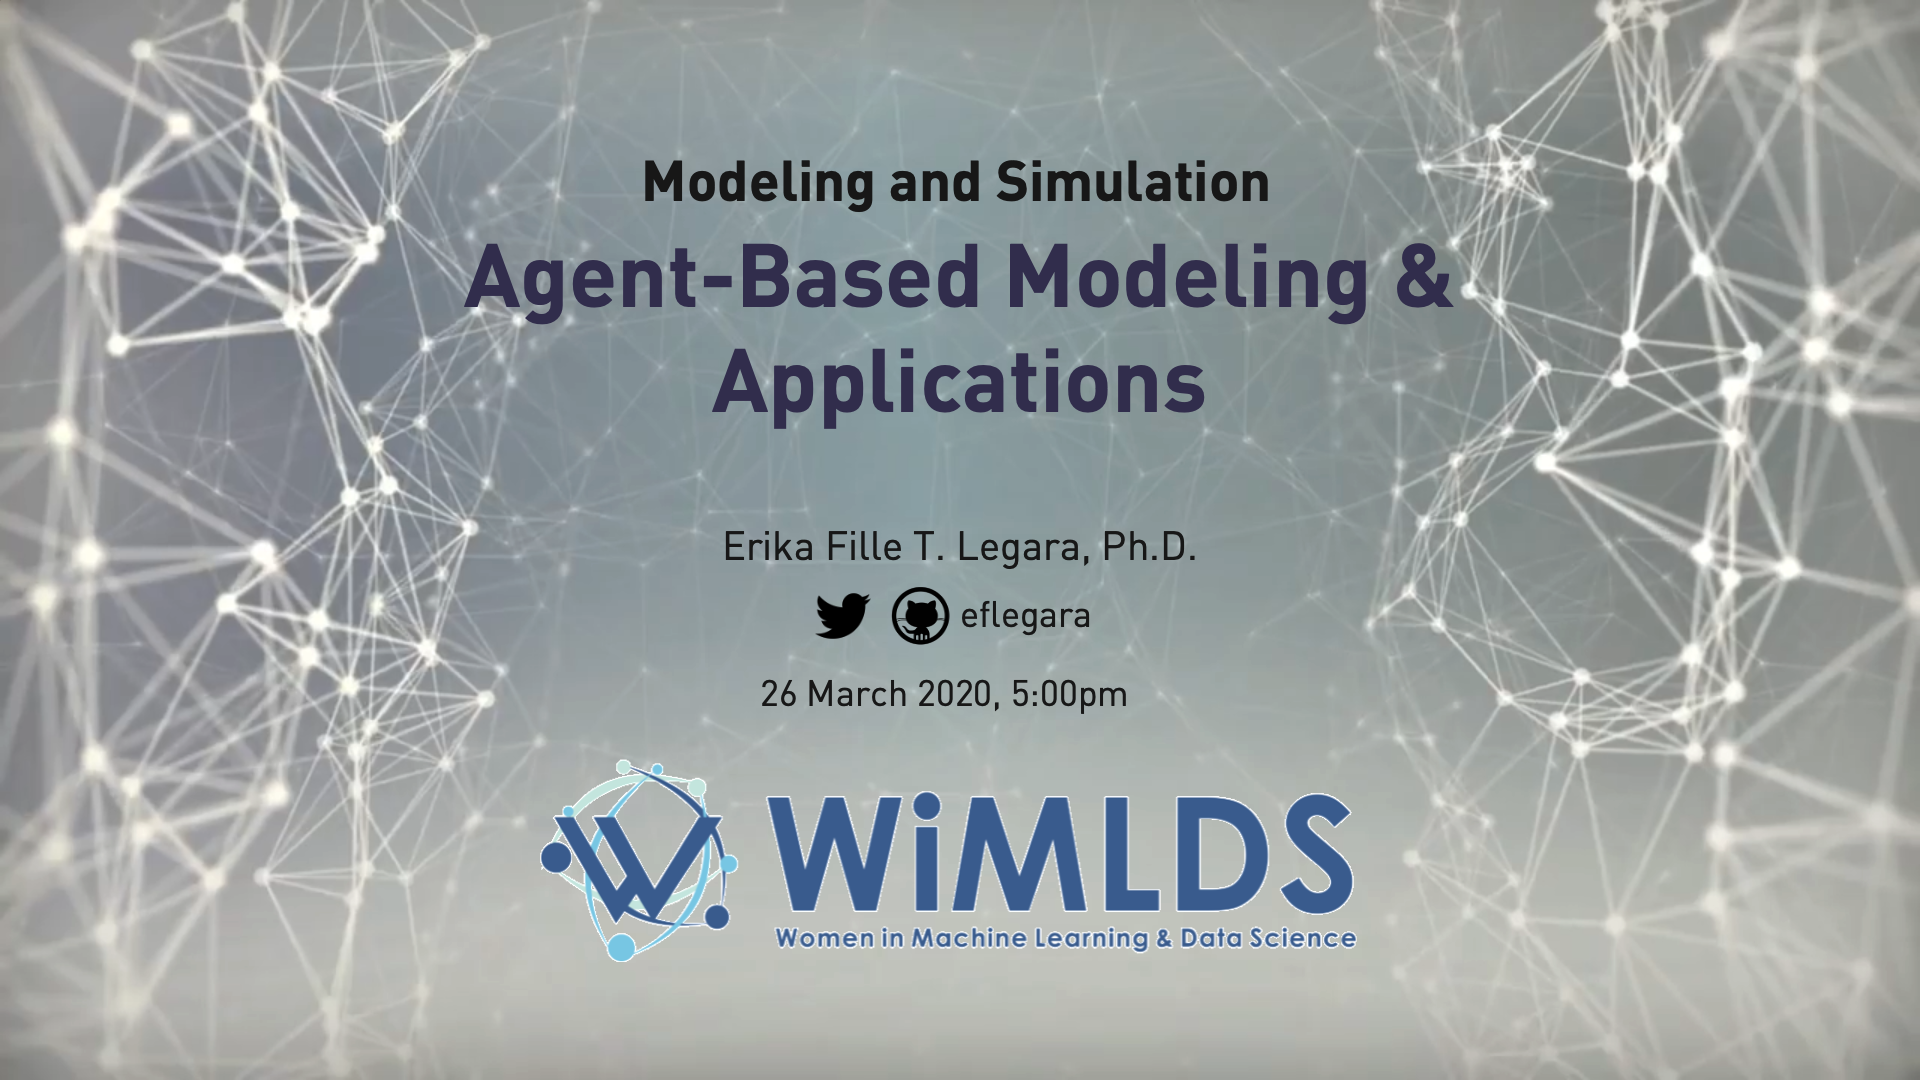 Modeling and Simulation
Agent-Based Modeling &
Applications
Erika Fille T. Legara, Ph.D.
eflegara
26 March 2020, 5:00pm
W
WiMLDS
Women in Machine Learning & Data Science